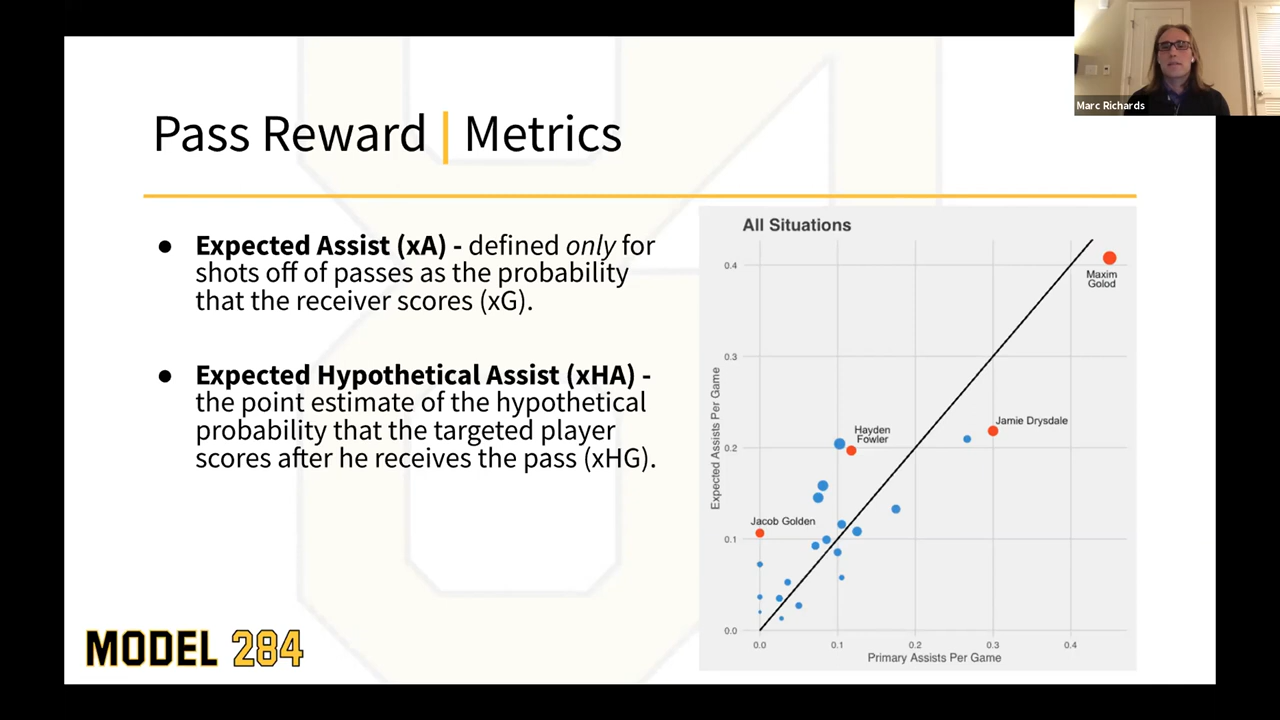 Marc Richards
Pass Reward | Metrics
● Expected Assist (xA) - defined only for
shots off of passes as the probability
that the receiver scores (xG).
● Expected Hypothetical Assist (xHA) -
the point estimate of the hypothetical
probability that the targeted player
scores after he receives the pass (xHG).
All Situations
Expected Assists Per Game
0.4
0.3
0.2
0.1
0.0
Maxim
Golod
Jamie Drysdale
Hayden
Fowler
Jacob Golden
0.0 0.1 0.2 0.3 0.4
Primary Assists Per Game
MODEL 284